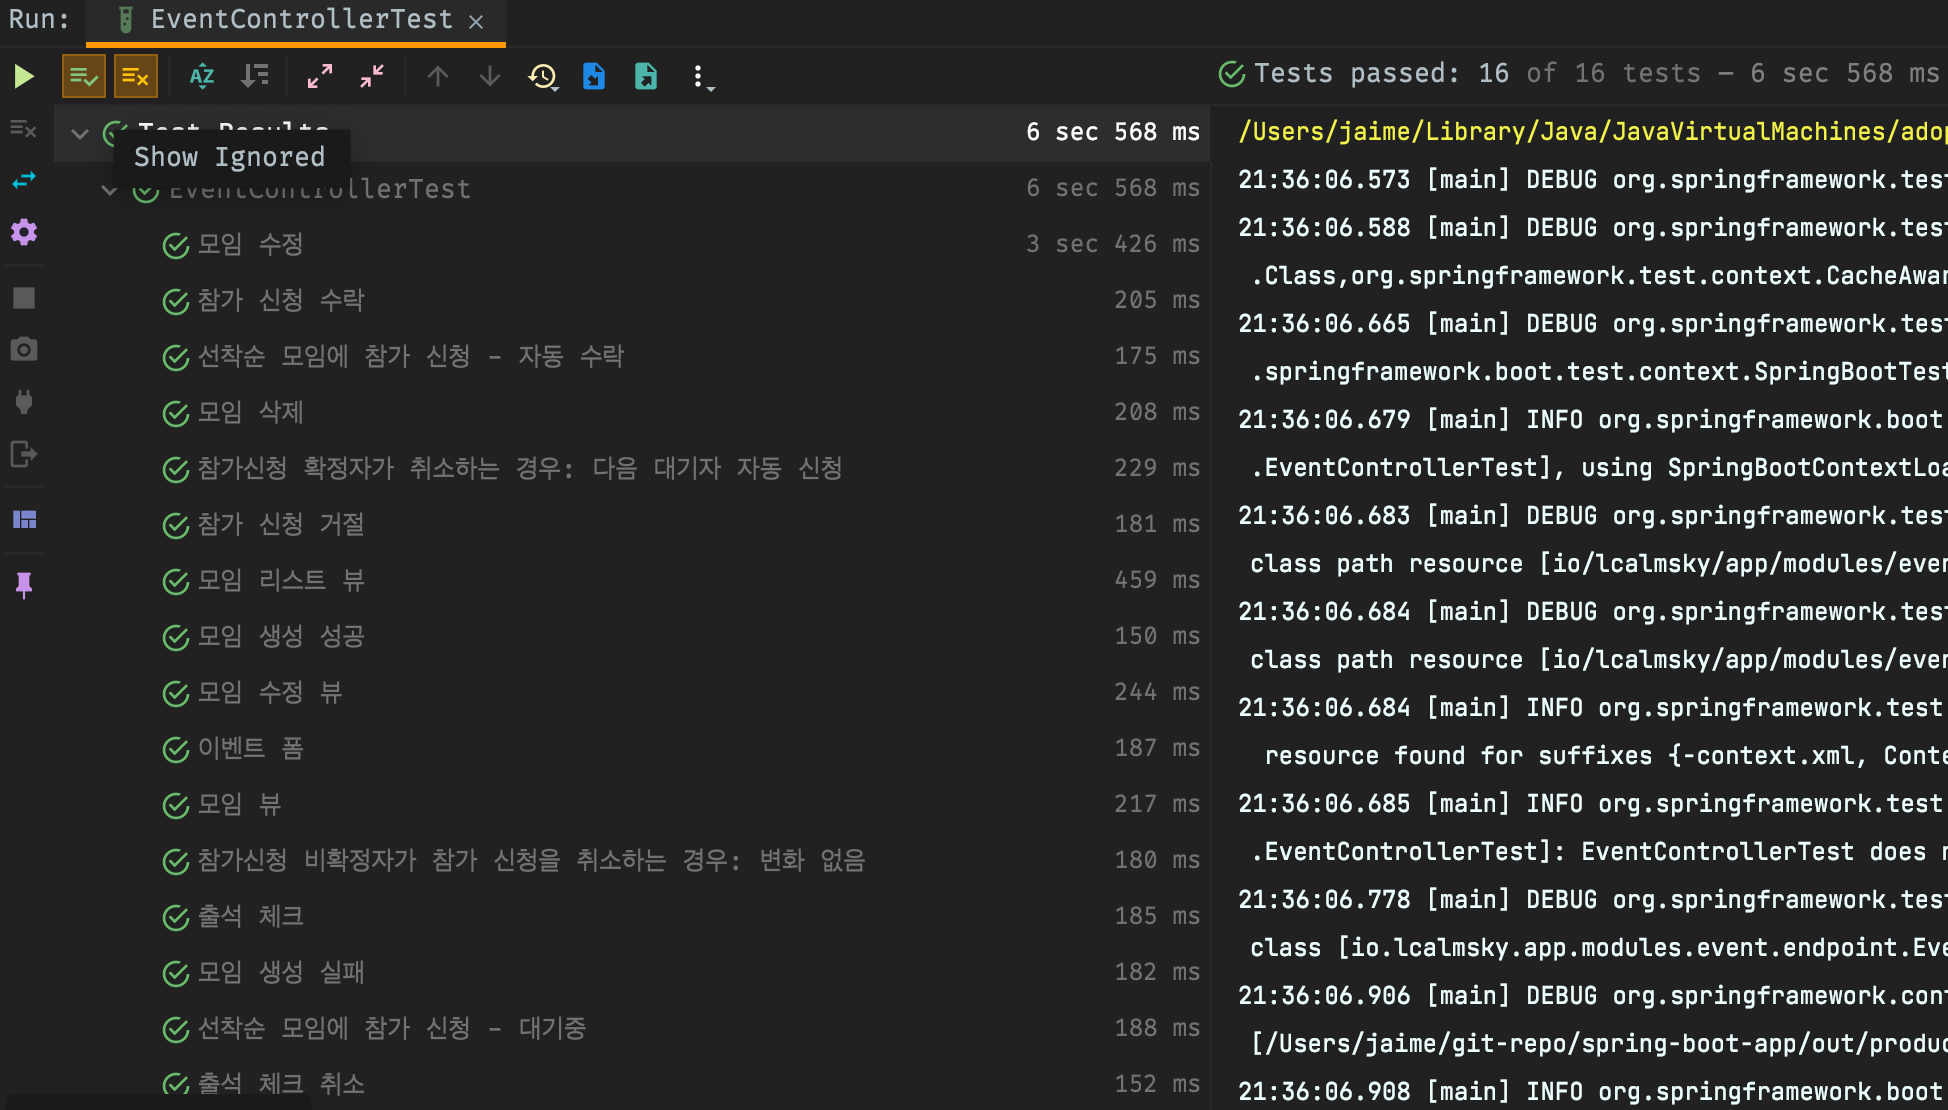 Run: EventControllerTest ×
Tests passed: 16 of 16 tests – 6 sec 568 ms
Test Results 6 sec 568 ms
Show Ignored
EventControllerTest 6 sec 568 ms
모임 수정 3 sec 426 ms
참가 신청 수락 205 ms
선착순 모임에 참가 신청 - 자동 수락 175 ms
모임 삭제 208 ms
참가신청 확정자가 취소하는 경우: 다음 대기자 자동 신청 229 ms
참가 신청 거절 181 ms
모임 리스트 뷰 459 ms
모임 생성 성공 150 ms
모임 수정 뷰 244 ms
이벤트 폼 187 ms
모임 뷰 217 ms
참가신청 비확정자가 참가 신청을 취소하는 경우: 변화 없음 180 ms
출석 체크 185 ms
모임 생성 실패 182 ms
선착순 모임에 참가 신청 - 대기중 188 ms
출석 체크 취소 152 ms
/Users/jaime/Library/Java/JavaVirtualMachines/adop
21:36:06.573 [main] DEBUG org.springframework.test
21:36:06.588 [main] DEBUG org.springframework.test
.Class,org.springframework.test.context.CacheAwar
21:36:06.665 [main] DEBUG org.springframework.test
.springframework.boot.test.context.SpringBootTest
21:36:06.679 [main] INFO org.springframework.boot
.EventControllerTest], using SpringBootContextLoa
21:36:06.683 [main] DEBUG org.springframework.test
class path resource [io/lcalmsky/app/modules/even
21:36:06.684 [main] DEBUG org.springframework.test
class path resource [io/lcalmsky/app/modules/even
21:36:06.684 [main] INFO org.springframework.test
resource found for suffixes {-context.xml, Conte
21:36:06.685 [main] INFO org.springframework.test
.EventControllerTest]: EventControllerTest does n
21:36:06.778 [main] DEBUG org.springframework.test
class [io.lcalmsky.app.modules.event.endpoint.Eve
21:36:06.906 [main] DEBUG org.springframework.cont
[/Users/jaime/git-repo/spring-boot-app/out/produc
21:36:06.908 [main] INFO org.springframework.boot